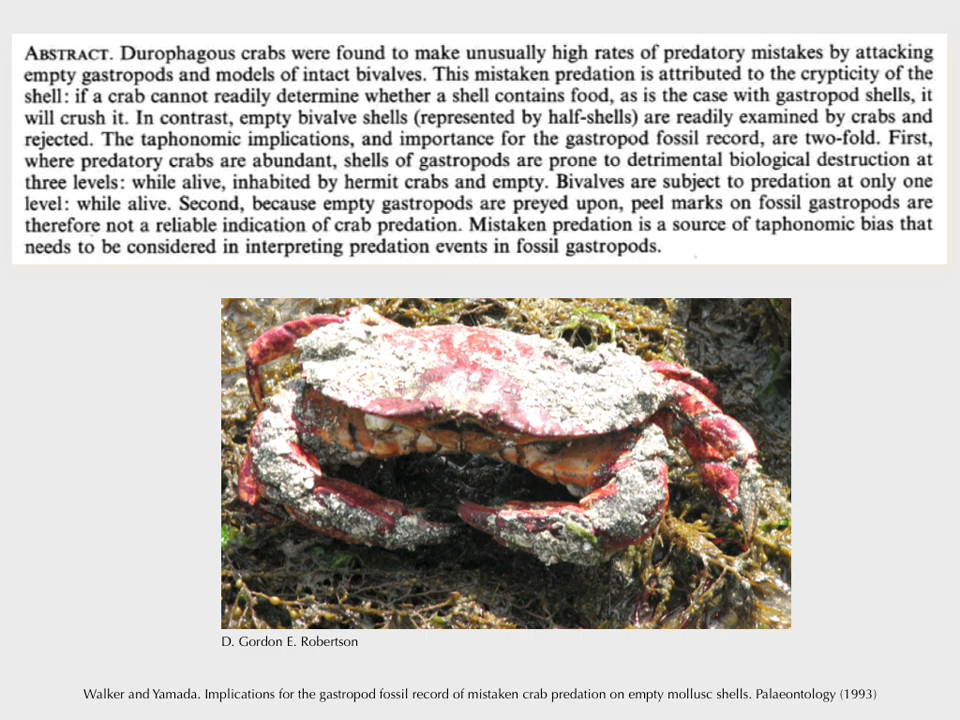 ABSTRACT. Durophagous crabs were found to make unusually high rates of predatory mistakes by attacking
empty gastropods and models of intact bivalves. This mistaken predation is attributed to the crypticity of the
shell: if a crab cannot readily determine whether a shell contains food, as is the case with gastropod shells, it
will crush it. In contrast, empty bivalve shells (represented by half-shells) are readily examined by crabs and
rejected. The taphonomic implications, and importance for the gastropod fossil record, are two-fold. First,
where predatory crabs are abundant, shells of gastropods are prone to detrimental biological destruction at
three levels: while alive, inhabited by hermit crabs and empty. Bivalves are subject to predation at only one
level: while alive. Second, because empty gastropods are preyed upon, peel marks on fossil gastropods are
therefore not a reliable indication of crab predation. Mistaken predation is a source of taphonomic bias that
needs to be considered in interpreting predation events in fossil gastropods.
D. Gordon E. Robertson
Walker and Yamada. Implications for the gastropod fossil record of mistaken crab predation on empty mollusc shells. Palaeontology (1993)